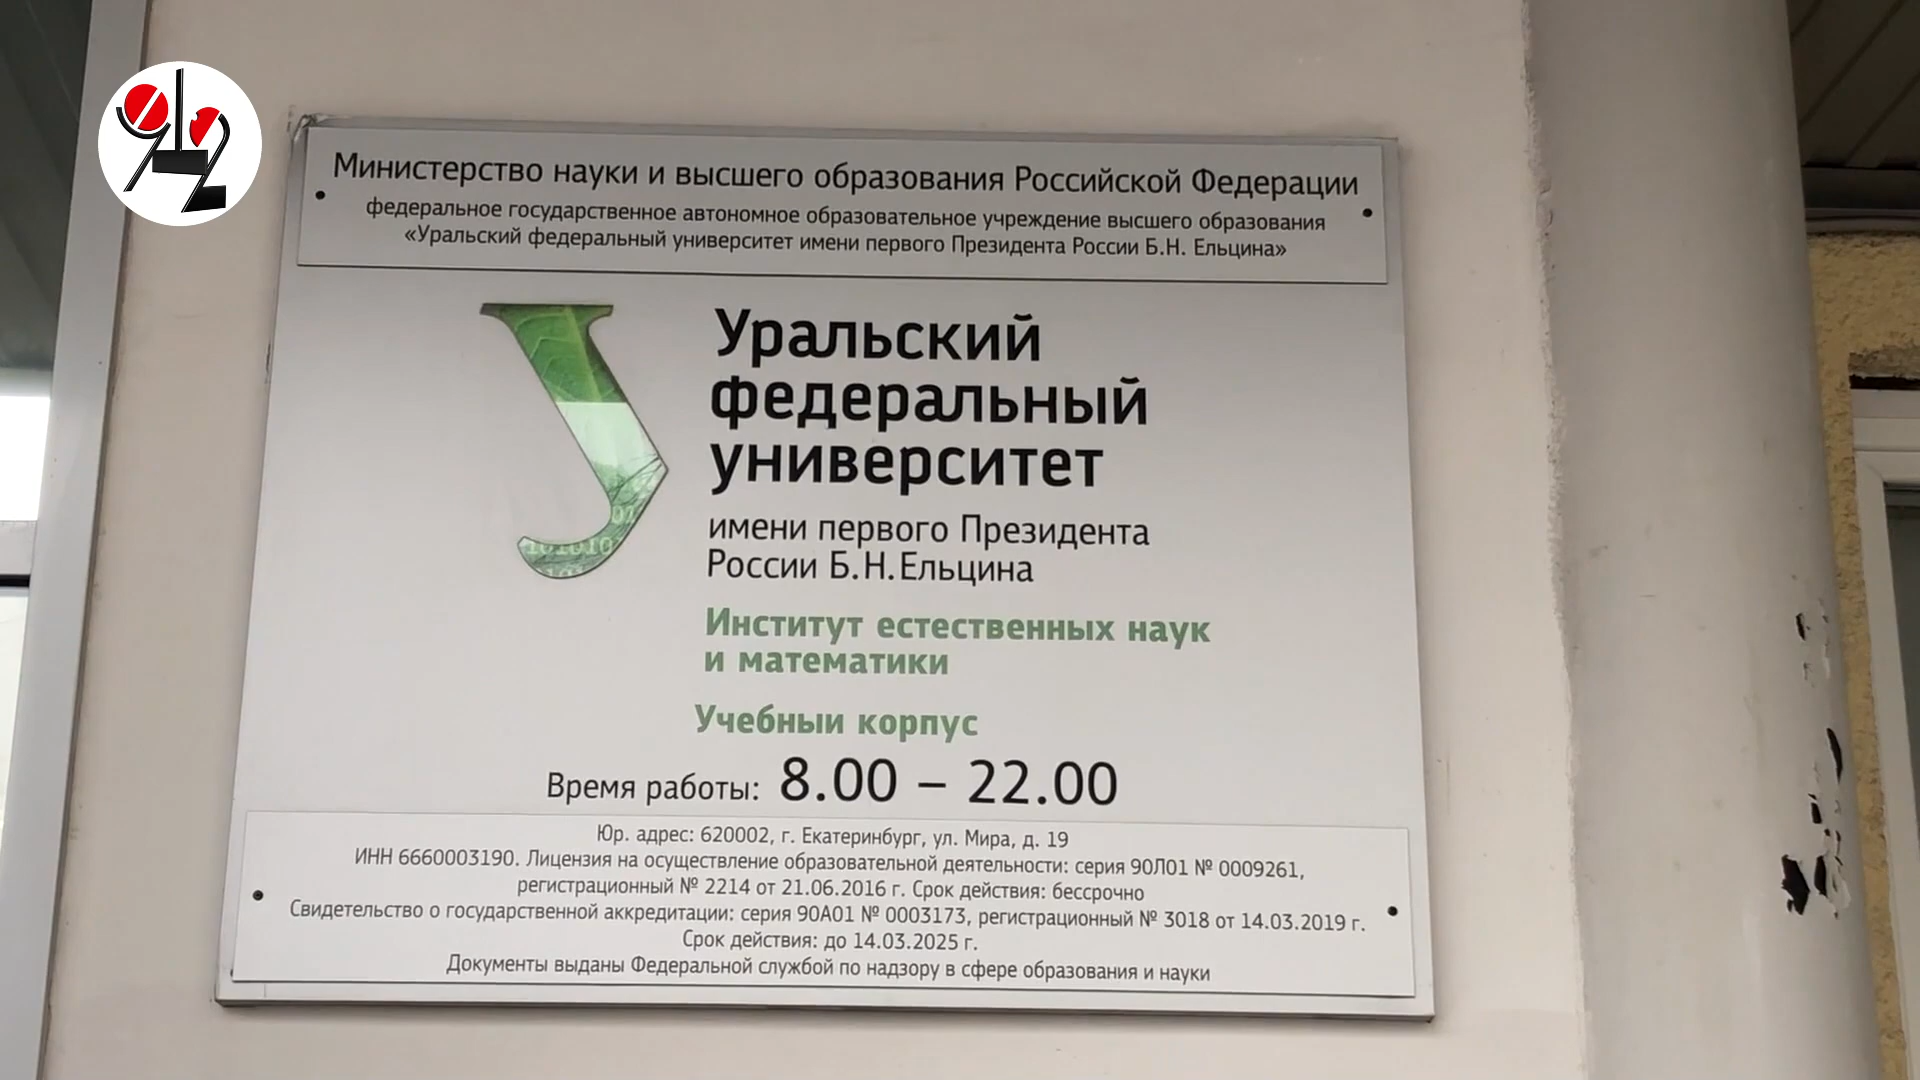 Министерство науки и высшего образования Российской Федерации
федеральное государственное автономное образовательное учреждение высшего образования
«Уральский федеральный университет имени первого Президента России Б.Н. Ельцина»
Уральский
федеральный
университет
имени первого Президента
России Б.Н. Ельцина
Институт естественных наук
и математики
Учебныи корпус
Время работы: 8.00 – 22.00
Юр. адрес: 620002, г. Екатеринбург, ул. Мира, д. 19
ИНН 6660003190. Лицензия на осуществление образовательной деятельности: серия 90Л01 № 0009261,
регистрационный № 2214 от 21.06.2016 г. Срок действия: бессрочно
Свидетельство о государственной аккредитации: серия 90А01 № 0003173, регистрационный № 3018 от 14.03.2019 г.
Срок действия: до 14.03.2025 г.
Документы выданы Федеральной службой по надзору в сфере образования и науки